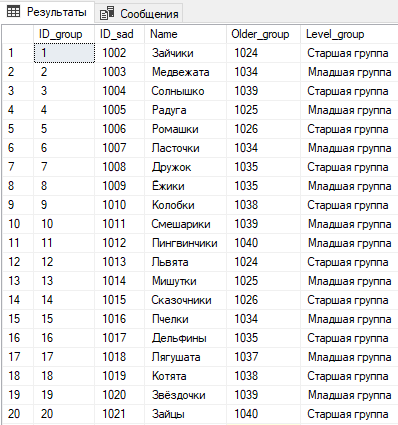 Результаты Сообщения
ID_group ID_sad Name Older_group Level_group
1 1 1002 Зайчики 1024 Старшая группа
2 2 1003 Медвежата 1034 Младшая группа
3 3 1004 Солнышко 1039 Старшая группа
4 4 1005 Радуга 1025 Младшая группа
5 5 1006 Ромашки 1026 Старшая группа
6 6 1007 Ласточки 1034 Младшая группа
7 7 1008 Дружок 1035 Старшая группа
8 8 1009 Ёжики 1035 Младшая группа
9 9 1010 Колобки 1038 Старшая группа
10 10 1011 Смешарики 1039 Младшая группа
11 11 1012 Пингвинчики 1040 Младшая группа
12 12 1013 Львята 1024 Старшая группа
13 13 1014 Мишутки 1025 Младшая группа
14 14 1015 Сказочники 1026 Старшая группа
15 15 1016 Пчелки 1034 Младшая группа
16 16 1017 Дельфины 1035 Старшая группа
17 17 1018 Лягушата 1037 Младшая группа
18 18 1019 Котята 1038 Старшая группа
19 19 1020 Звёздочки 1039 Младшая группа
20 20 1021 Зайцы 1040 Старшая группа